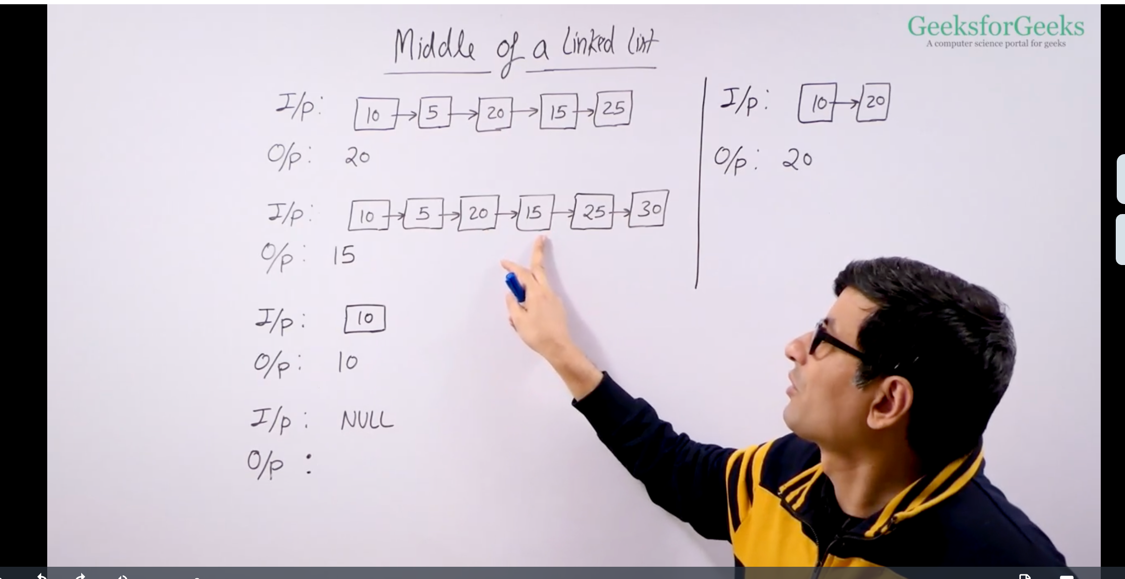 GeeksforGeeks
A computer science portal for geeks
Middle of a Linked List
I/p: 10 → 5 → 20 → 15 → 25
O/p: 20
I/p: 10 → 5 → 20 → 15 → 25 → 30
O/p: 15
I/p: 10
O/p: 10
I/p: NULL
O/p:
I/p: 10 → 20
O/p: 20